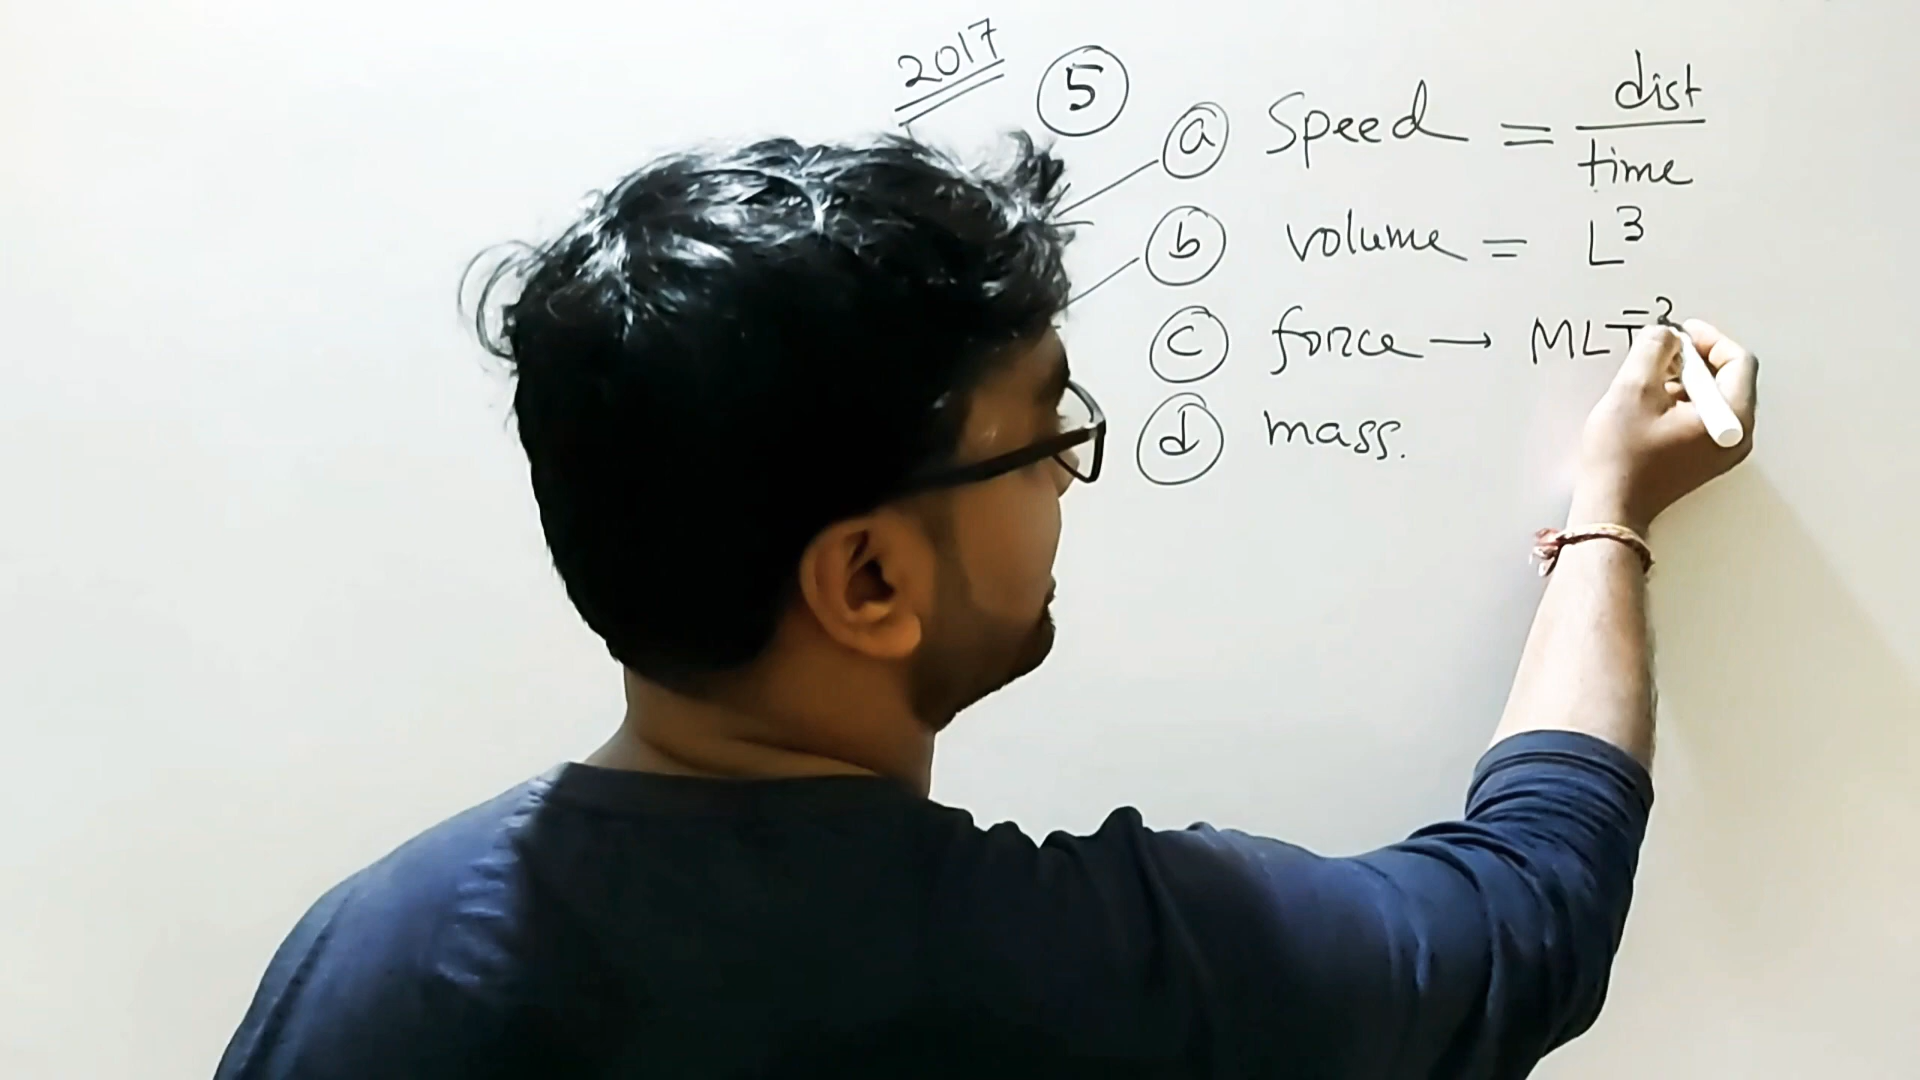 2017
5
a Speed = dist / time
b volume = L³
c force → MLT⁻²
d mass.